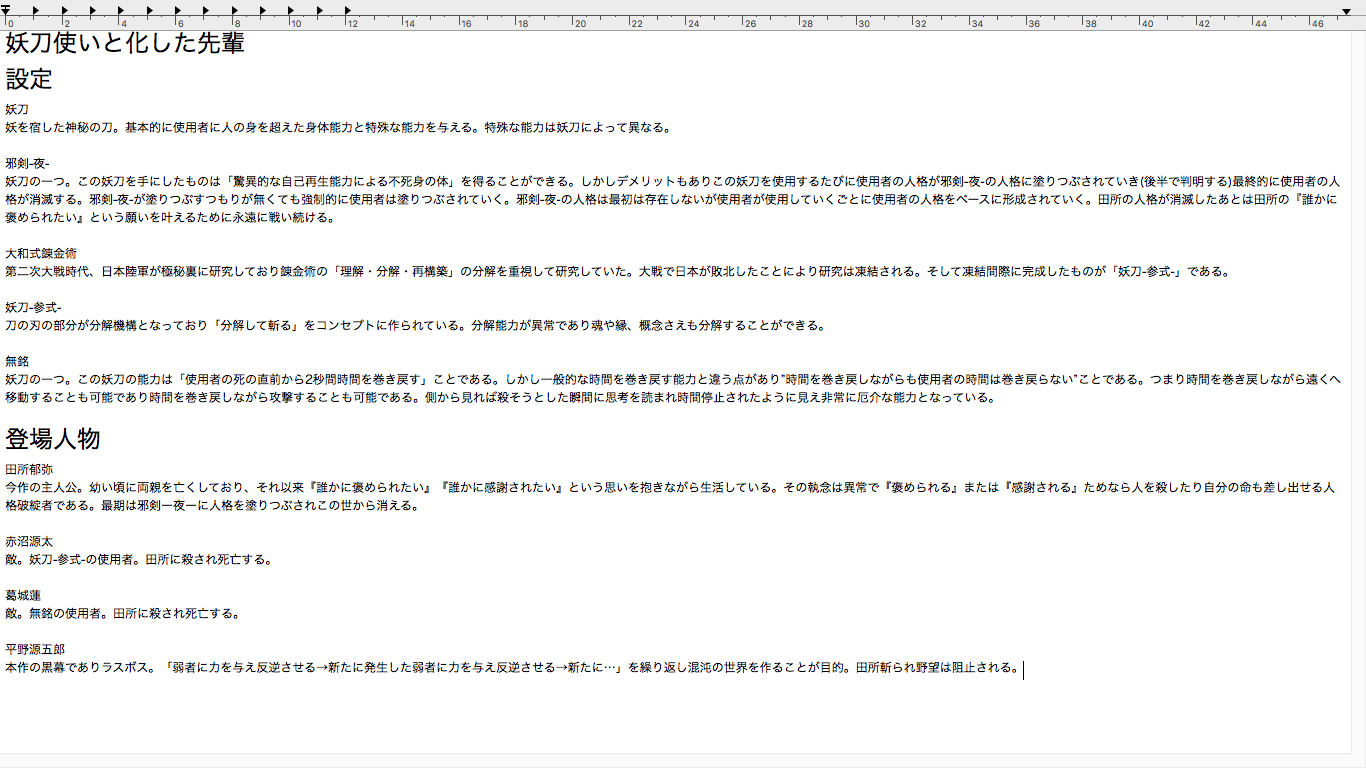 0 2 4 6 8 10 12 14 16 18 20 22 24 26 28 30 32 34 36 38 40 42 44 46
妖刀使いと化した先輩
設定
妖刀
妖を宿した神秘の刀。基本的に使用者に人の身を超えた身体能力と特殊な能力を与える。特殊な能力は妖刀によって異なる。
邪剣-夜-
妖刀の一つ。この妖刀を手にしたものは「驚異的な自己再生能力による不死身の体」を得ることができる。しかしデメリットもありこの妖刀を使用するたびに使用者の人格が邪剣-夜-の人格に塗りつぶされていき(後半で判明する)最終的に使用者の人
格が消滅する。邪剣-夜-が塗りつぶすつもりが無くても強制的に使用者は塗りつぶされていく。邪剣-夜-の人格は最初は存在しないが使用者が使用していくごとに使用者の人格をベースに形成されていく。田所の人格が消滅したあとは田所の『誰かに
褒められたい』という願いを叶えるために永遠に戦い続ける。
大和式錬金術
第二次大戦時代、日本陸軍が極秘裏に研究しており錬金術の「理解・分解・再構築」の分解を重視して研究していた。大戦で日本が敗北したことにより研究は凍結される。そして凍結間際に完成したものが「妖刀-参式-」である。
妖刀-参式-
刀の刃の部分が分解機構となっており「分解して斬る」をコンセプトに作られている。分解能力が異常であり魂や縁、概念さえも分解することができる。
無銘
妖刀の一つ。この妖刀の能力は「使用者の死の直前から2秒間時間を巻き戻す」ことである。しかし一般的な時間を巻き戻す能力と違う点があり"時間を巻き戻しながらも使用者の時間は巻き戻らない"ことである。つまり時間を巻き戻しながら遠くへ
移動することも可能であり時間を巻き戻しながら攻撃することも可能である。側から見れば殺そうとした瞬間に思考を読まれ時間停止されたように見え非常に厄介な能力となっている。
登場人物
田所郁弥
今作の主人公。幼い頃に両親を亡くしており、それ以来『誰かに褒められたい』『誰かに感謝されたい』という思いを抱きながら生活している。その執念は異常で『褒められる』または『感謝される』ためなら人を殺したり自分の命も差し出せる人
格破綻者である。最期は邪剣ー夜ーに人格を塗りつぶされこの世から消える。
赤沼源太
敵。妖刀-参式-の使用者。田所に殺され死亡する。
葛城蓮
敵。無銘の使用者。田所に殺され死亡する。
平野源五郎
本作の黒幕でありラスボス。「弱者に力を与え反逆させる→新たに発生した弱者に力を与え反逆させる→新たに…」を繰り返し混沌の世界を作ることが目的。田所斬られ野望は阻止される。